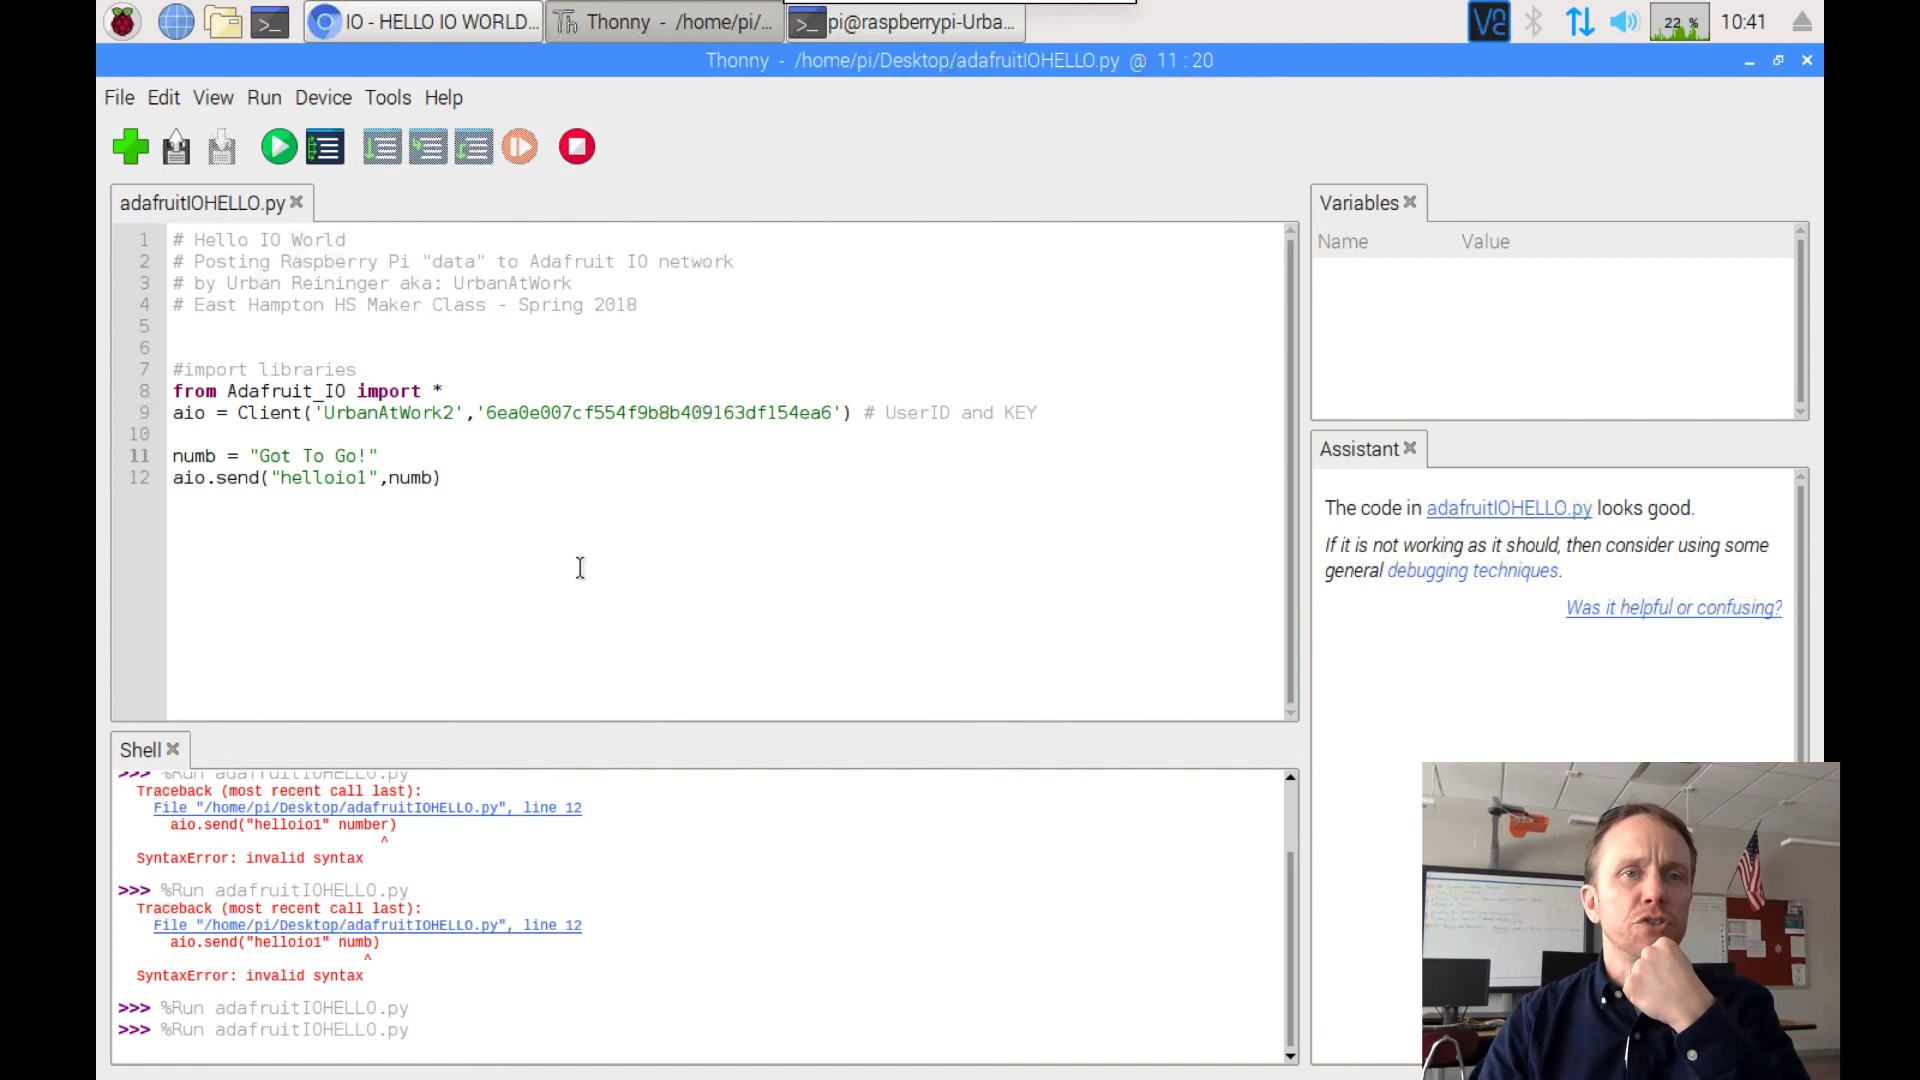 IO - HELLO IO WORLD...
Thonny - /home/pi/...
pi@raspberrypi-Urba...
22 %
10:41
Thonny - /home/pi/Desktop/adafruitIOHELLO.py @ 11 : 20
File Edit View Run Device Tools Help
adafruitIOHELLO.py
1 # Hello IO World
2 # Posting Raspberry Pi "data" to Adafruit IO network
3 # by Urban Reininger aka: UrbanAtWork
4 # East Hampton HS Maker Class - Spring 2018
5
6
7 #import libraries
8 from Adafruit_IO import *
9 aio = Client('UrbanAtWork2','6ea0e007cf554f9b8b409163df154ea6') # UserID and KEY
10
11 numb = "Got To Go!"
12 aio.send("helloio1",numb)
Variables
Name Value
Assistant
The code in adafruitIOHELLO.py looks good.
If it is not working as it should, then consider using some
general debugging techniques.
Was it helpful or confusing?
Shell
>>> %Run adafruitIOHELLO.py
Traceback (most recent call last):
File "/home/pi/Desktop/adafruitIOHELLO.py", line 12
aio.send("helloio1" number)
^
SyntaxError: invalid syntax
>>> %Run adafruitIOHELLO.py
Traceback (most recent call last):
File "/home/pi/Desktop/adafruitIOHELLO.py", line 12
aio.send("helloio1" numb)
^
SyntaxError: invalid syntax
>>> %Run adafruitIOHELLO.py
>>> %Run adafruitIOHELLO.py